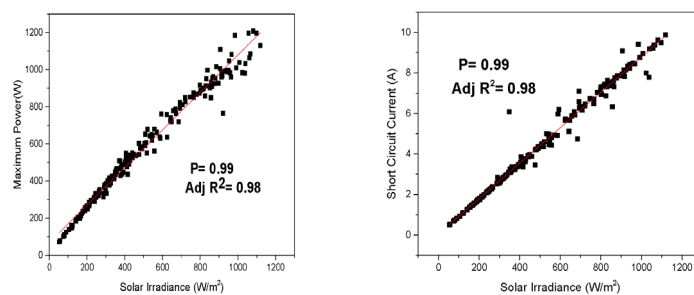 1200
1000
800
600
400
200
0
Maximum Power(W)
P= 0.99
Adj R²= 0.98
0 200 400 600 800 1000 1200
Solar Irradiance (W/m²)
10
8
6
4
2
0
Short Circuit Current (A)
P= 0.99
Adj R²= 0.98
0 200 400 600 800 1000 1200
Solar Irradiance (W/m²)